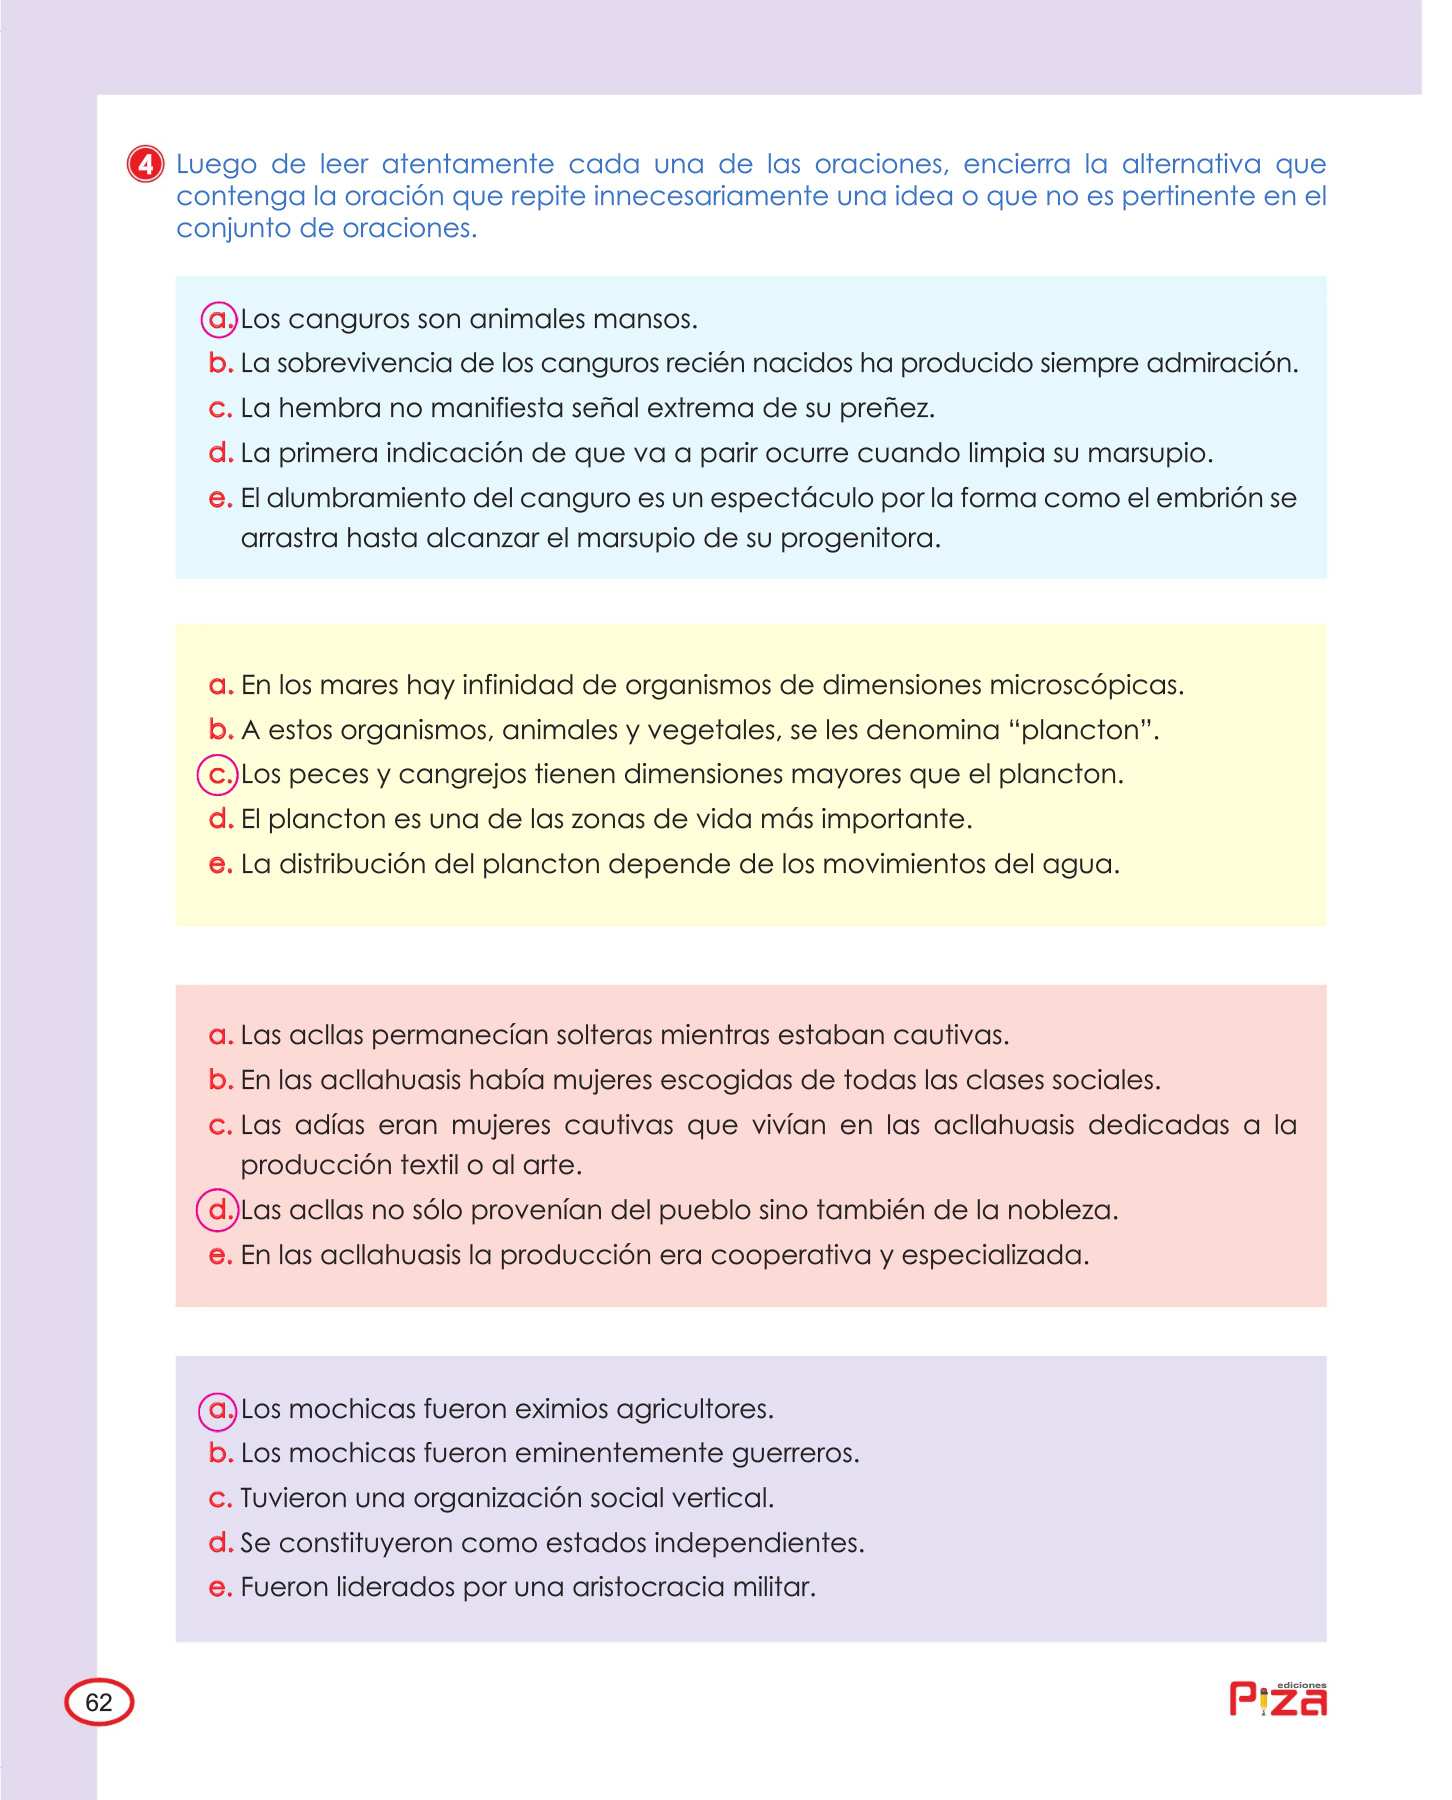 4 Luego de leer atentamente cada una de las oraciones, encierra la alternativa que
contenga la oración que repite innecesariamente una idea o que no es pertinente en el
conjunto de oraciones.
a. Los canguros son animales mansos.
b. La sobrevivencia de los canguros recién nacidos ha producido siempre admiración.
c. La hembra no manifiesta señal extrema de su preñez.
d. La primera indicación de que va a parir ocurre cuando limpia su marsupio.
e. El alumbramiento del canguro es un espectáculo por la forma como el embrión se
arrastra hasta alcanzar el marsupio de su progenitora.
a. En los mares hay infinidad de organismos de dimensiones microscópicas.
b. A estos organismos, animales y vegetales, se les denomina “plancton”.
c. Los peces y cangrejos tienen dimensiones mayores que el plancton.
d. El plancton es una de las zonas de vida más importante.
e. La distribución del plancton depende de los movimientos del agua.
a. Las acllas permanecían solteras mientras estaban cautivas.
b. En las acllahuasis había mujeres escogidas de todas las clases sociales.
c. Las adías eran mujeres cautivas que vivían en las acllahuasis dedicadas a la
producción textil o al arte.
d. Las acllas no sólo provenían del pueblo sino también de la nobleza.
e. En las acllahuasis la producción era cooperativa y especializada.
a. Los mochicas fueron eximios agricultores.
b. Los mochicas fueron eminentemente guerreros.
c. Tuvieron una organización social vertical.
d. Se constituyeron como estados independientes.
e. Fueron liderados por una aristocracia militar.
62
ediciones
Piza